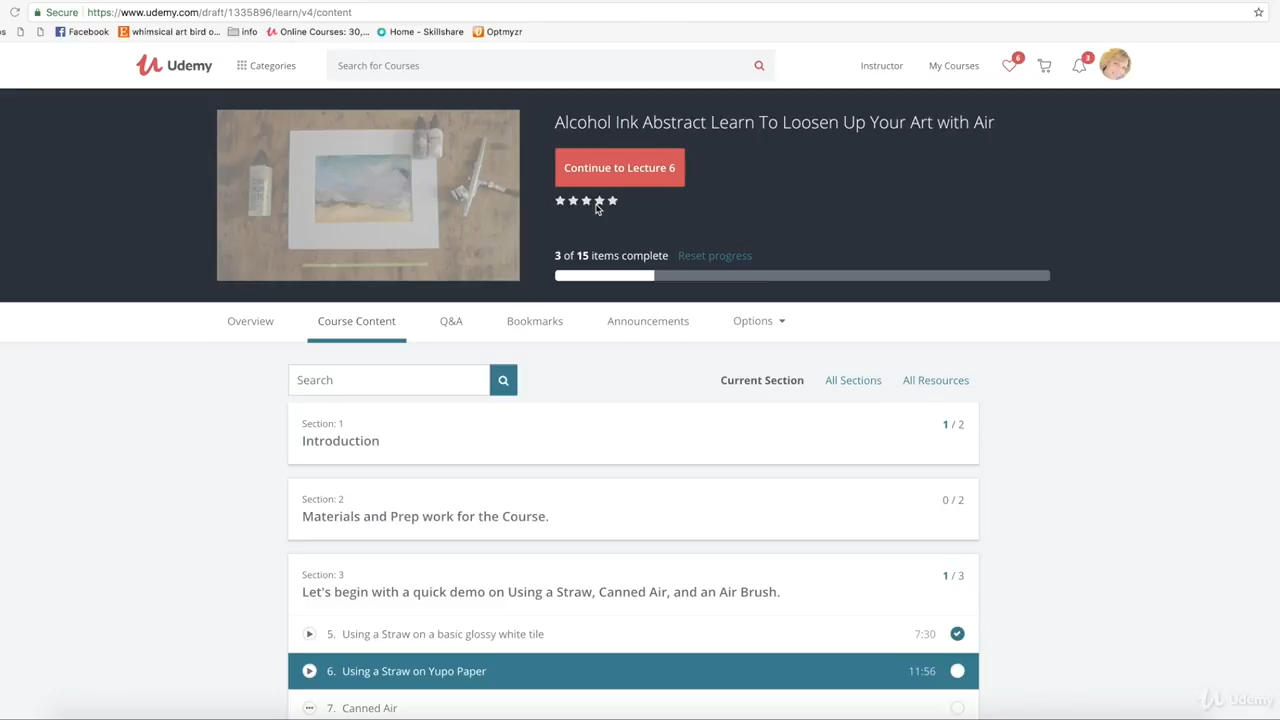 Secure https://www.udemy.com/draft/1335896/learn/v4/content
Facebook whimsical art bird o... info Online Courses: 30,... Home - Skillshare Optmyzr
Udemy Categories Search for Courses Instructor My Courses 6 3
Alcohol Ink Abstract Learn To Loosen Up Your Art with Air
Continue to Lecture 6
3 of 15 items complete Reset progress
Overview Course Content Q&A Bookmarks Announcements Options
Search Current Section All Sections All Resources
Section: 1
Introduction 1 / 2
Section: 2
Materials and Prep work for the Course. 0 / 2
Section: 3
Let's begin with a quick demo on Using a Straw, Canned Air, and an Air Brush. 1 / 3
5. Using a Straw on a basic glossy white tile 7:30
6. Using a Straw on Yupo Paper 11:56
7. Canned Air
Udemy